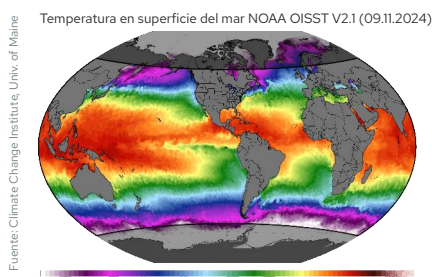 Temperatura en superficie del mar NOAA OISST V2.1 (09.11.2024)
Fuente: Climate Change Institute, Univ. of Maine